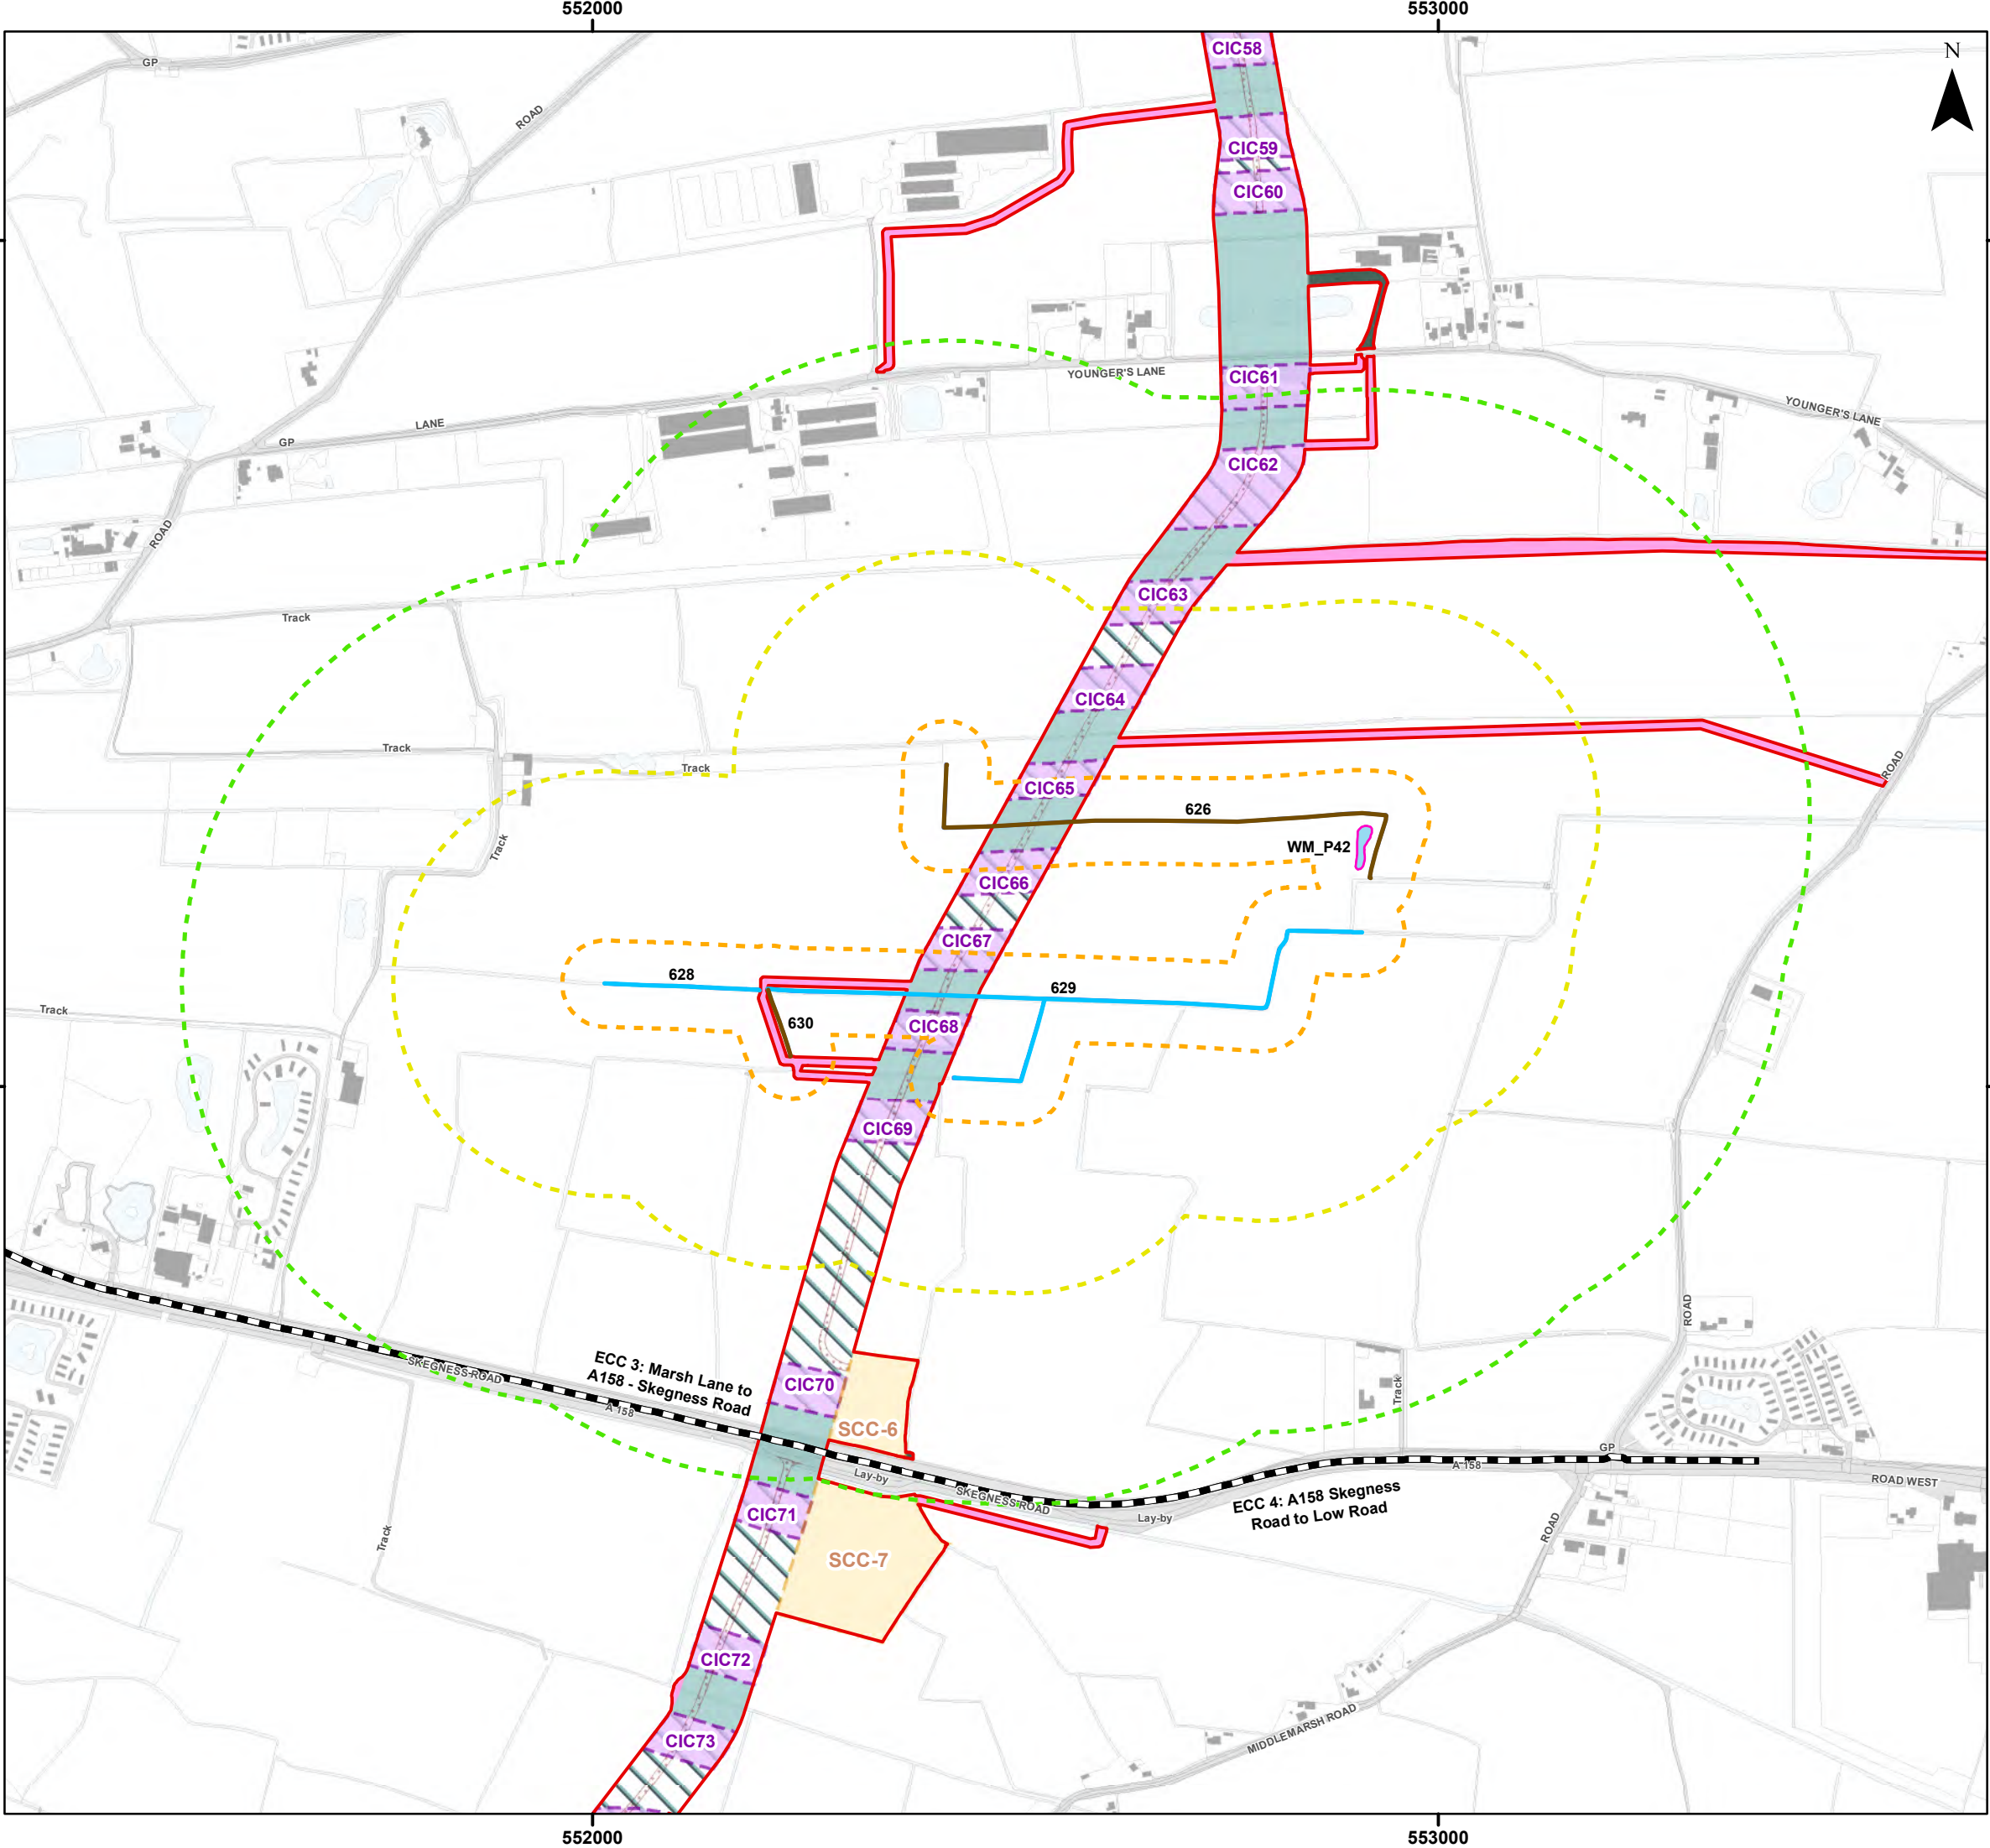 552000
553000
N
CIC58
GP
ROAD
CIC59
CIC60
YOUNGER'S LANE
CIC61
YOUNGER'S LANE
LANE
GP
CIC62
ROAD
CIC63
Track
CIC64
Track
Track
ROAD
CIC65
626
WM_P42
Track
CIC66
CIC67
628
629
Track
630
CIC68
CIC69
ROAD
ECC 3: Marsh Lane to
A158 - Skegness Road
SKEGNESS ROAD
A 158
CIC70
Track
SCC-6
GP
A 158
Lay-by
ROAD WEST
SKEGNESS ROAD
Lay-by
ECC 4: A158 Skegness
Road to Low Road
CIC71
ROAD
Track
SCC-7
CIC72
MIDDLEMARSH ROAD
CIC73
552000
553000